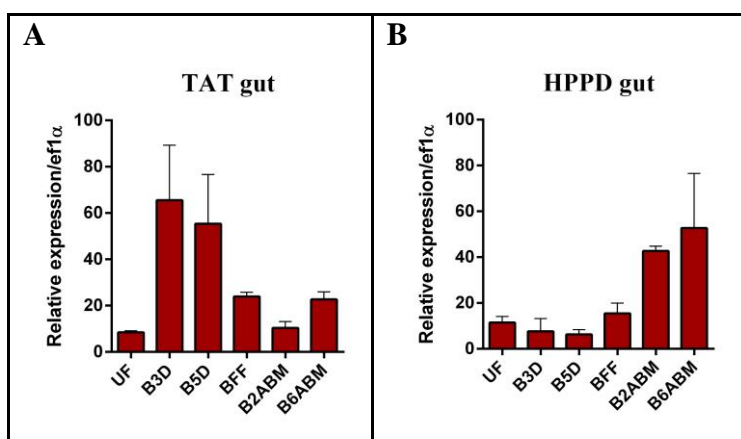 A
TAT gut
Relative expression/ef1α
100
80
60
40
20
0
UF
B3D
B5D
BFF
B2ABM
B6ABM
B
HPPD gut
Relative expression/ef1α
100
80
60
40
20
0
UF
B3D
B5D
BFF
B2ABM
B6ABM